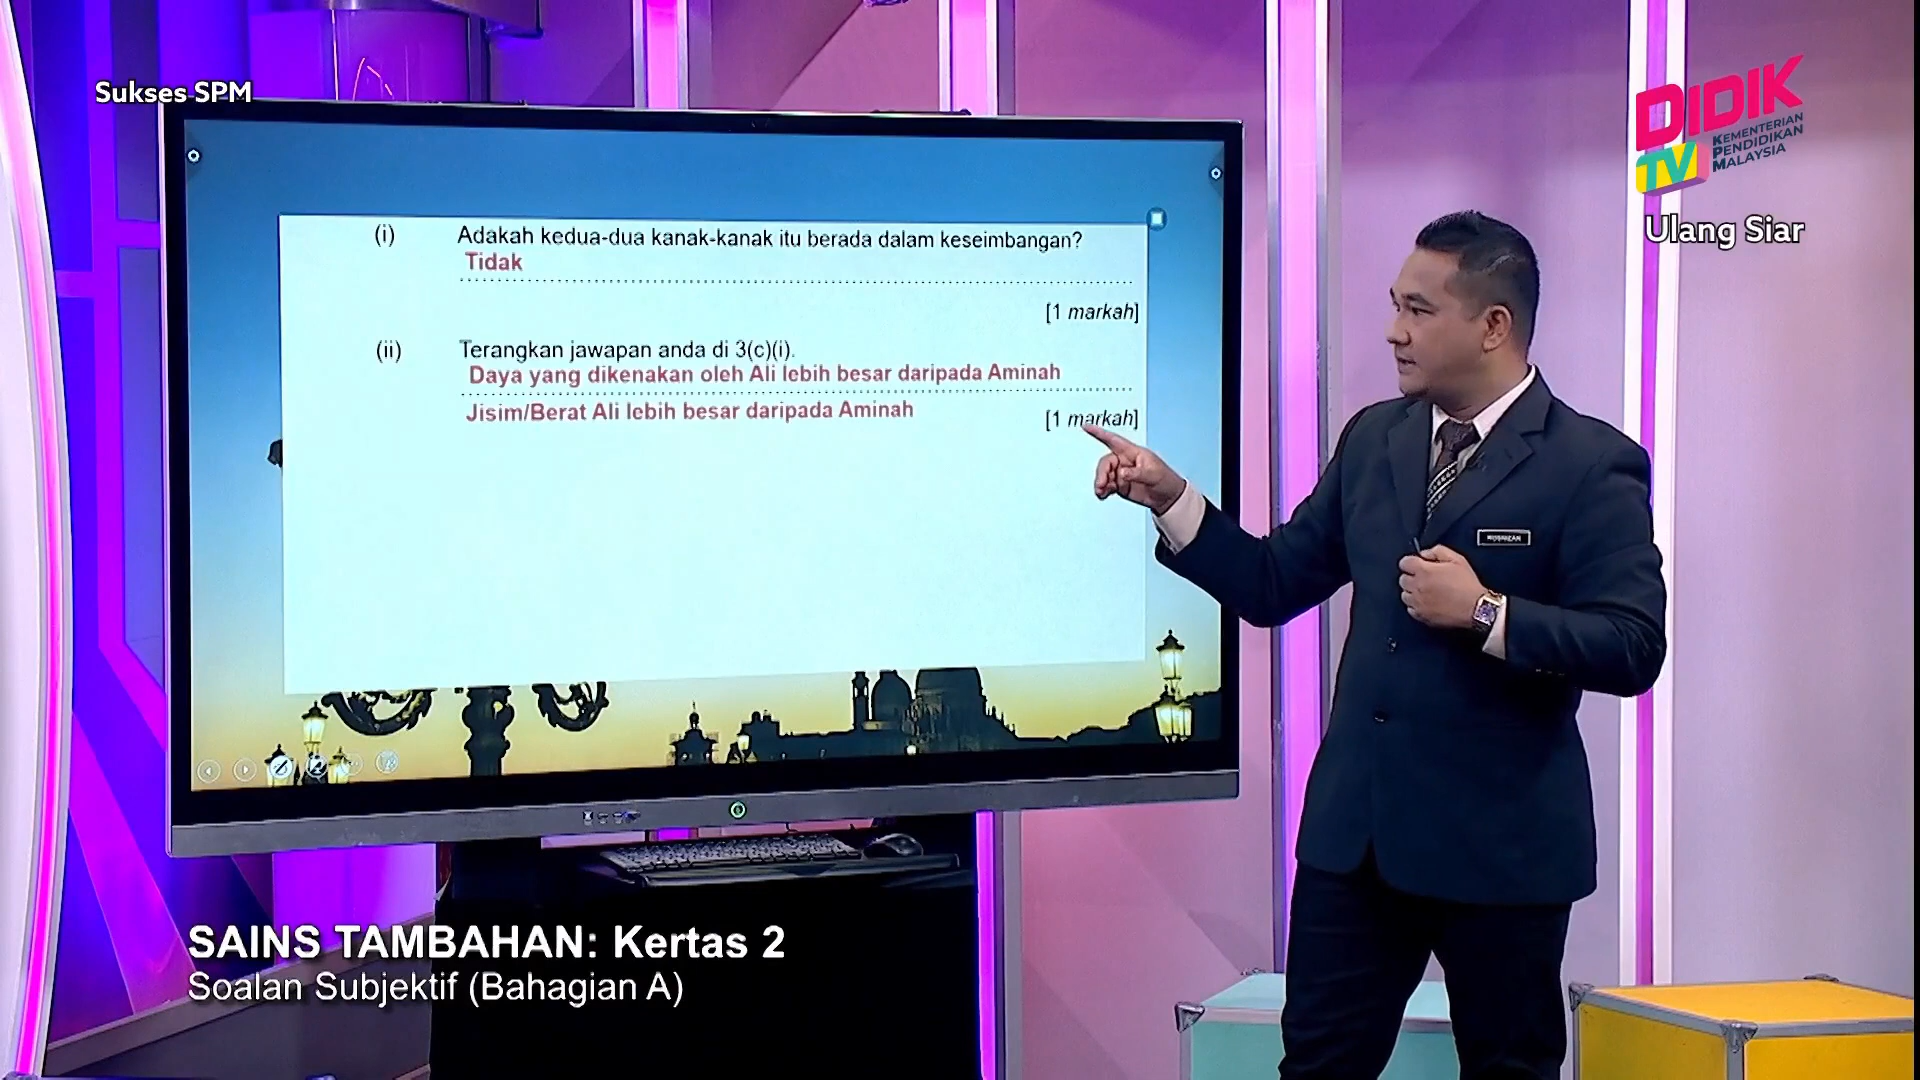 Sukses SPM
DIDIK
TV
KEMENTERIAN
PENDIDIKAN
MALAYSIA
Ulang Siar
(i) Adakah kedua-dua kanak-kanak itu berada dalam keseimbangan?
Tidak
[1 markah]
(ii) Terangkan jawapan anda di 3(c)(i).
Daya yang dikenakan oleh Ali lebih besar daripada Aminah
Jisim/Berat Ali lebih besar daripada Aminah
[1 markah]
SAINS TAMBAHAN: Kertas 2
Soalan Subjektif (Bahagian A)